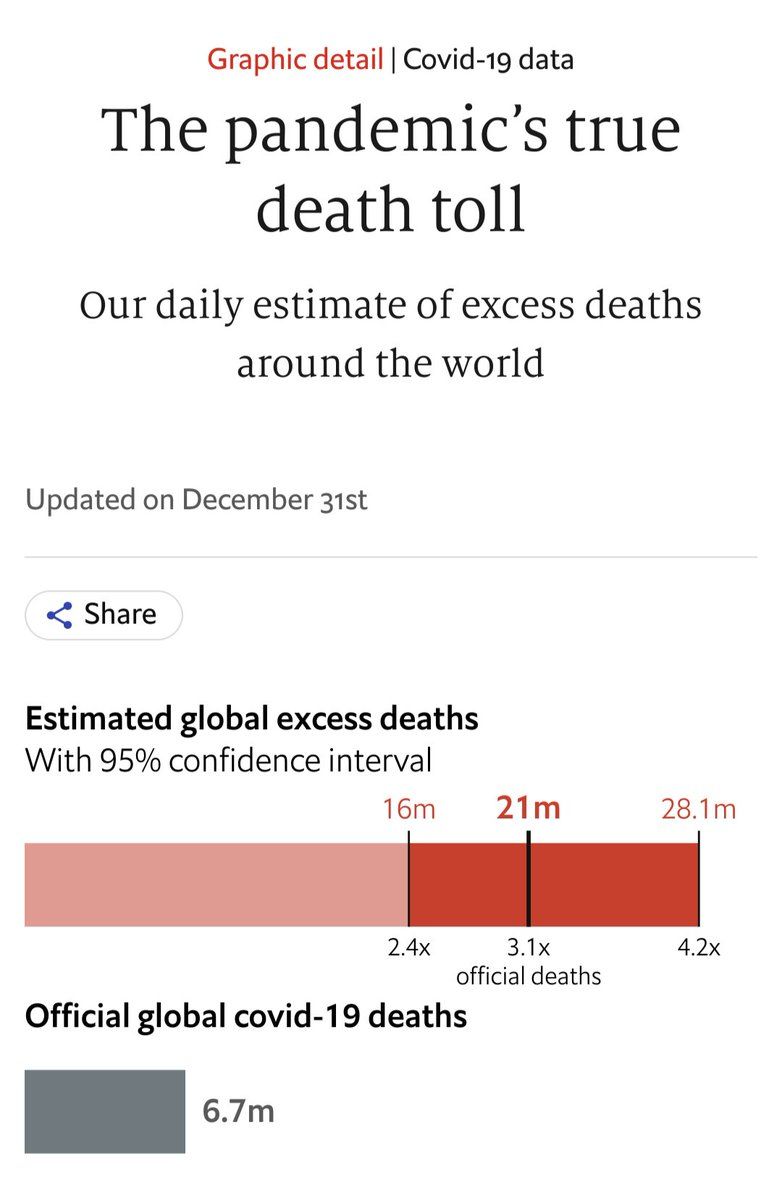 Graphic detail | Covid-19 data
The pandemic’s true
death toll
Our daily estimate of excess deaths
around the world
Updated on December 31st
Share
Estimated global excess deaths
With 95% confidence interval
16m 21m 28.1m
2.4x 3.1x 4.2x
official deaths
Official global covid-19 deaths
6.7m